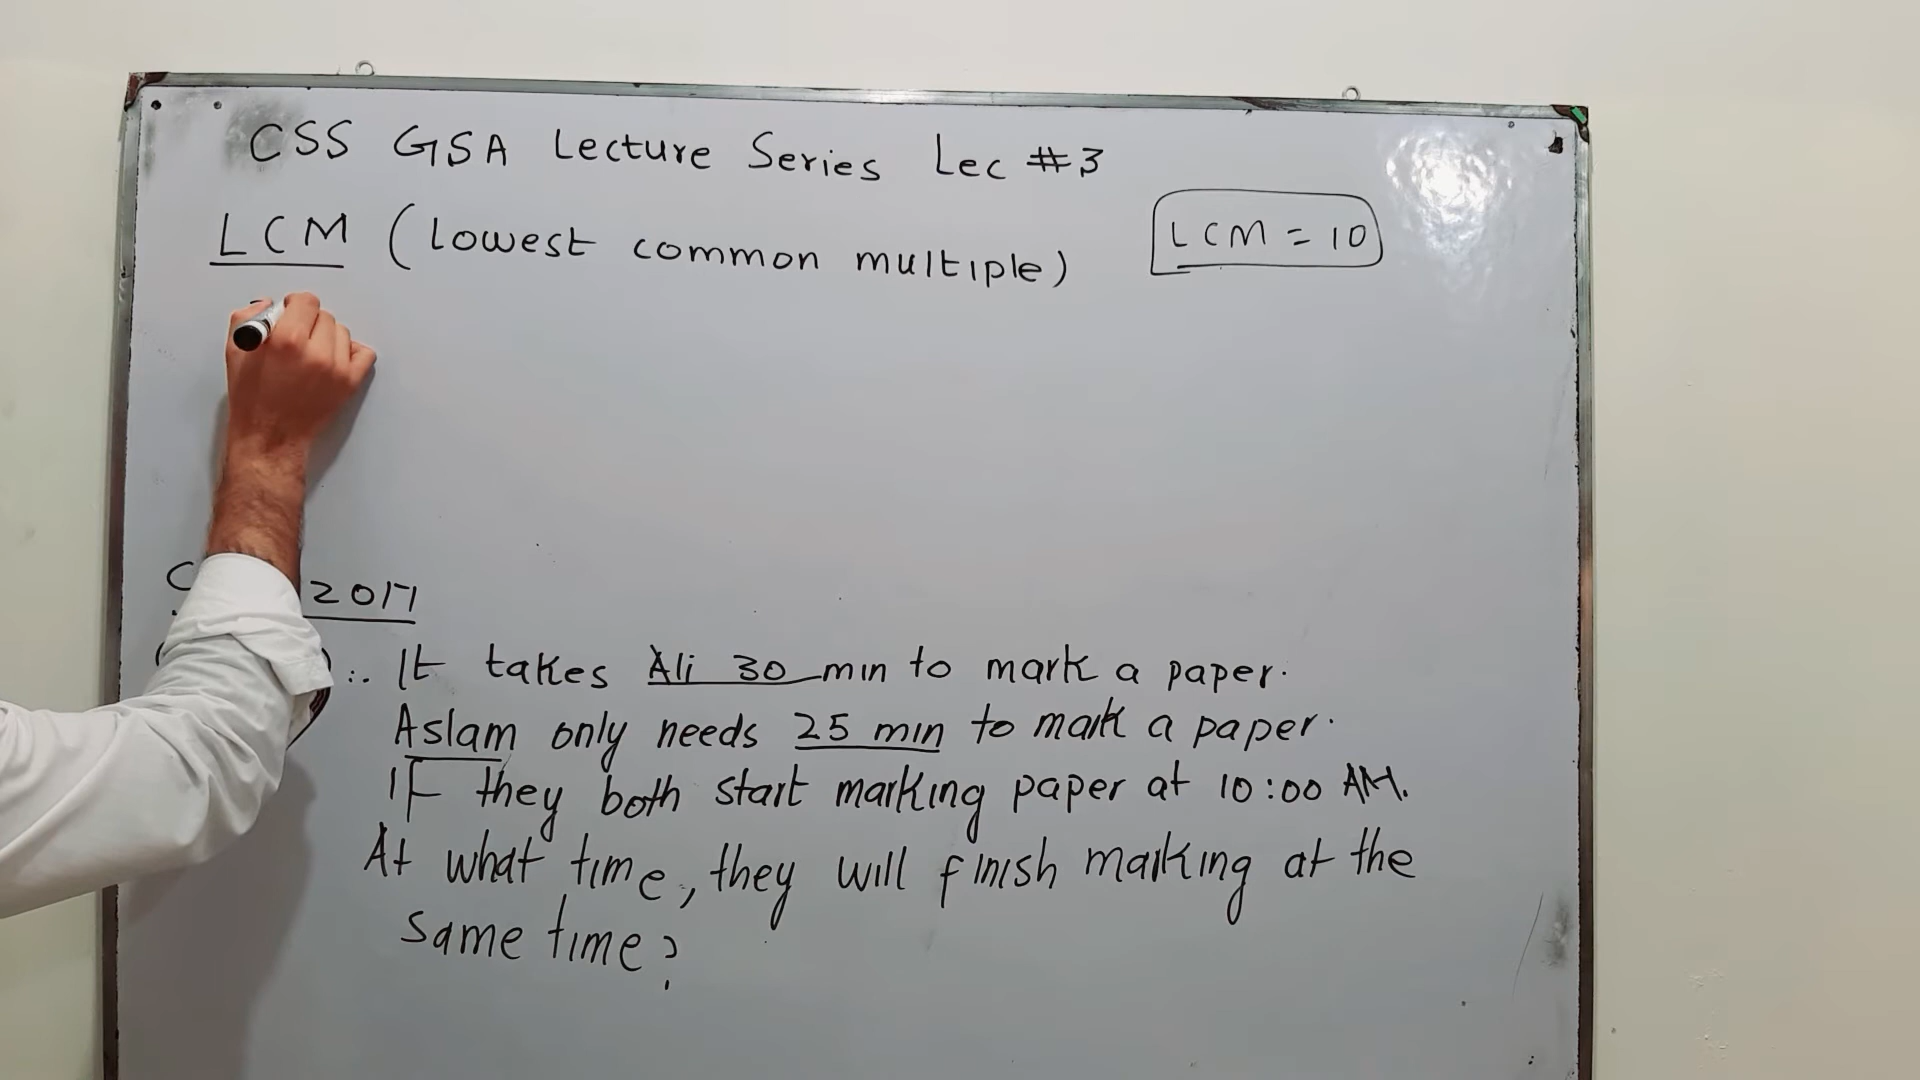 CSS GSA Lecture Series Lec #3
LCM (Lowest common multiple)
LCM = 10
2017
It takes Ali 30 min to mark a paper.
Aslam only needs 25 min to mark a paper.
IF they both start marking paper at 10:00 AM.
At what time, they will finish marking at the
same time?